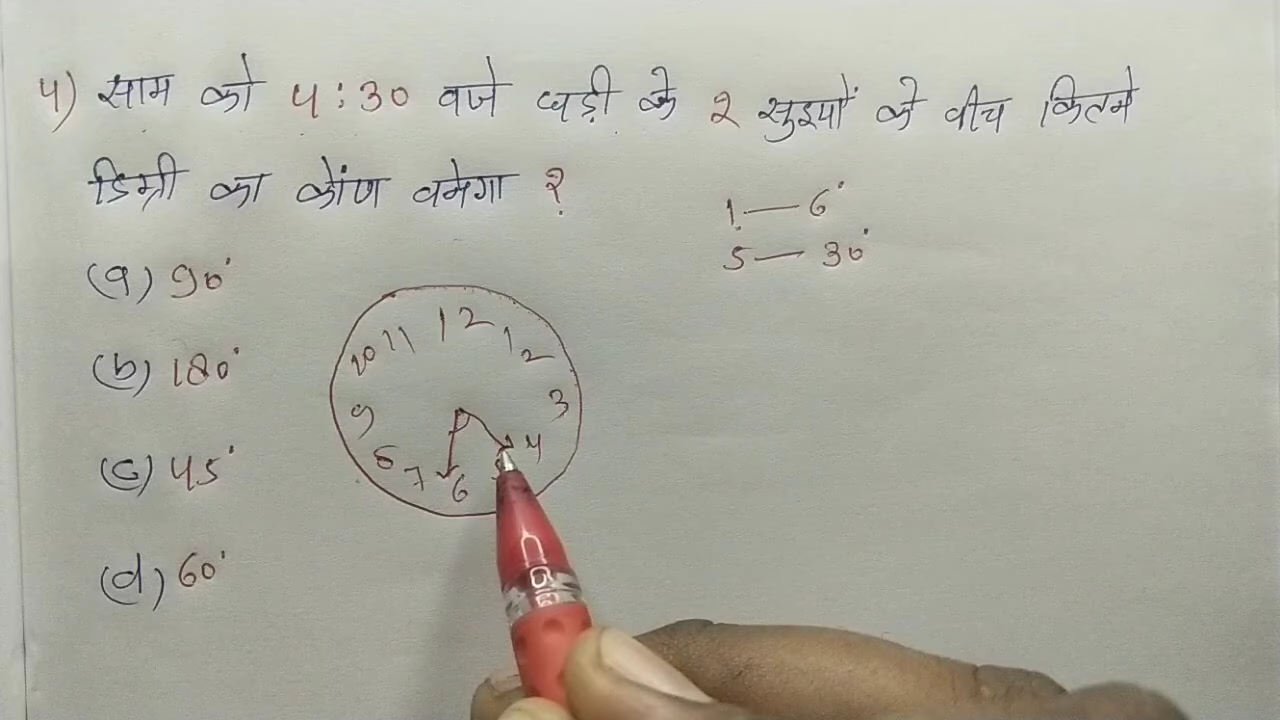 4) साम को 4:30 बजे घड़ी के 2 सुइयों के बीच कितने
डिग्री का कोंण बनेगा ?
1 — 6°
5 — 30°
(a) 90°
(b) 180°
(c) 45°
(d) 60°
12
11 1
10 2
9 3
8 4
7 6